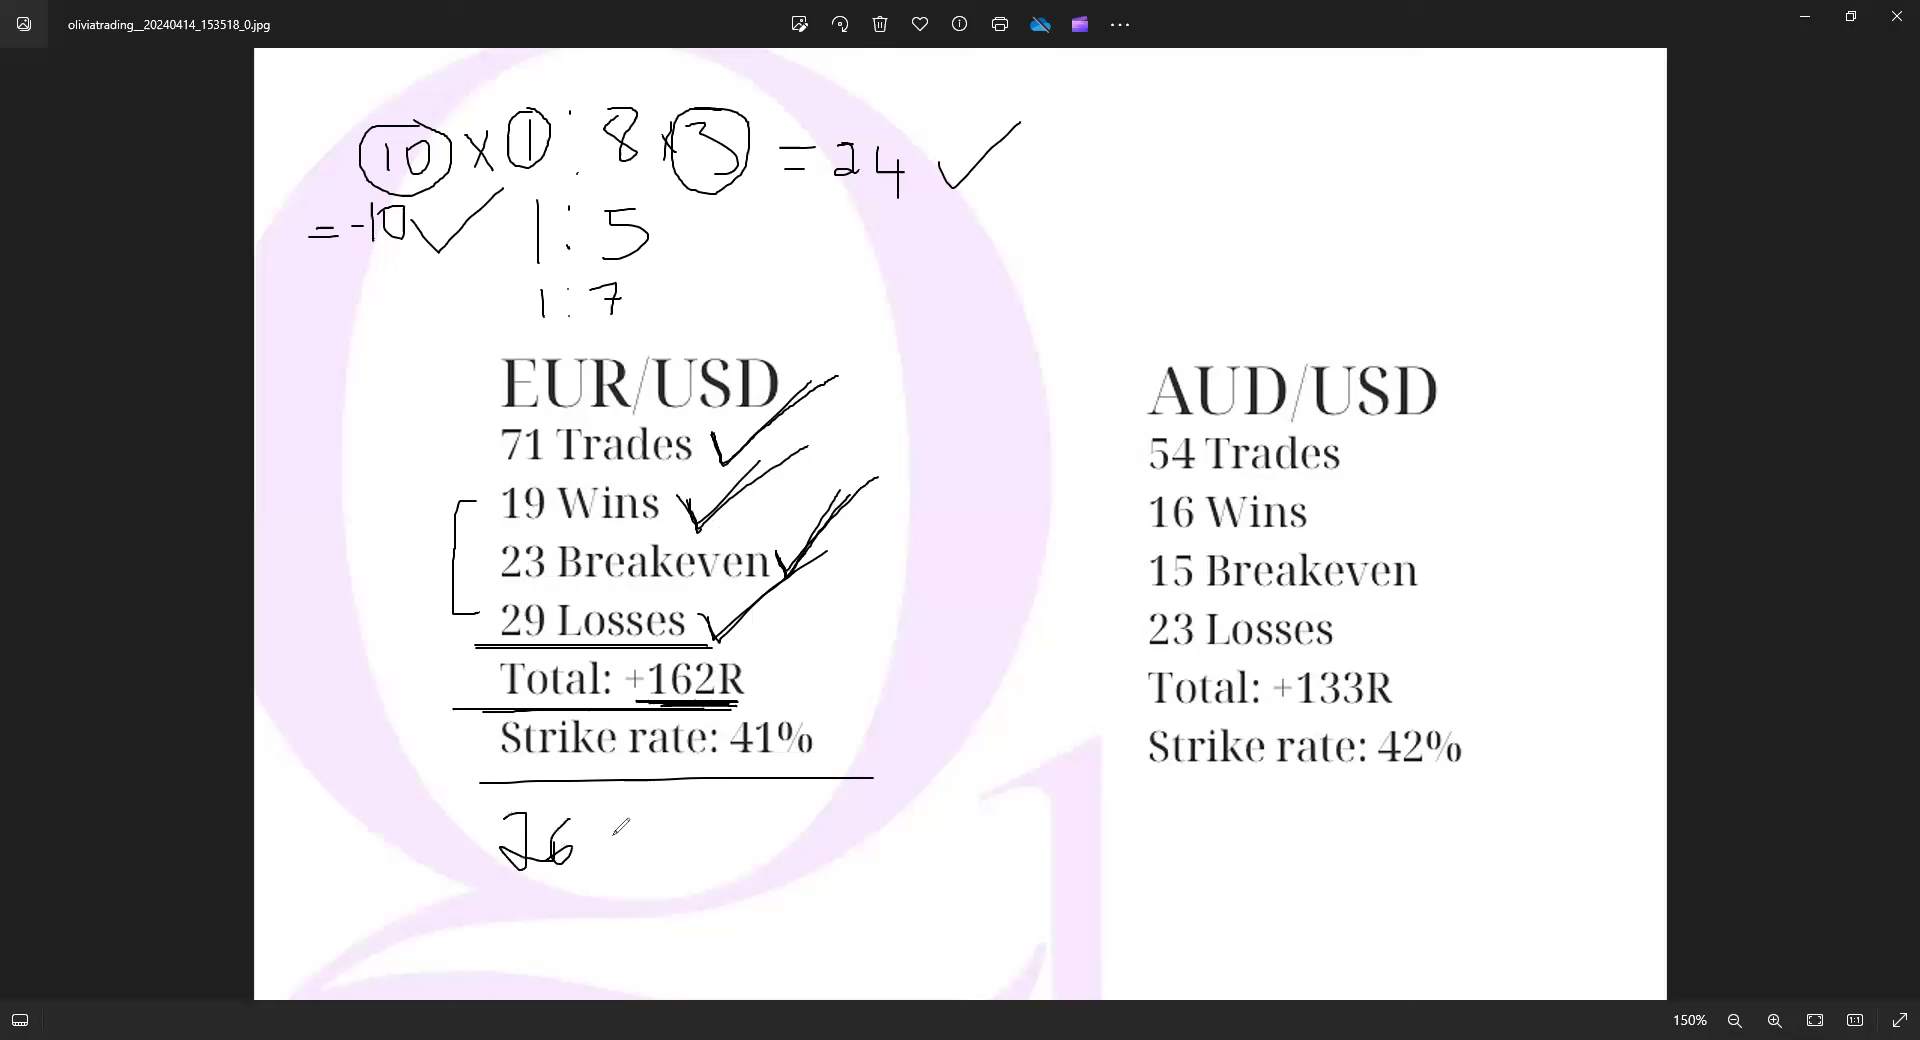 oliviatrading__20240414_153518_0.jpg
10 x 1 : 8 x 3 = 24
= -10
1 : 5
1 : 7
EUR/USD
71 Trades
19 Wins
23 Breakeven
29 Losses
Total: +162R
Strike rate: 41%
AUD/USD
54 Trades
16 Wins
15 Breakeven
23 Losses
Total: +133R
Strike rate: 42%
150%